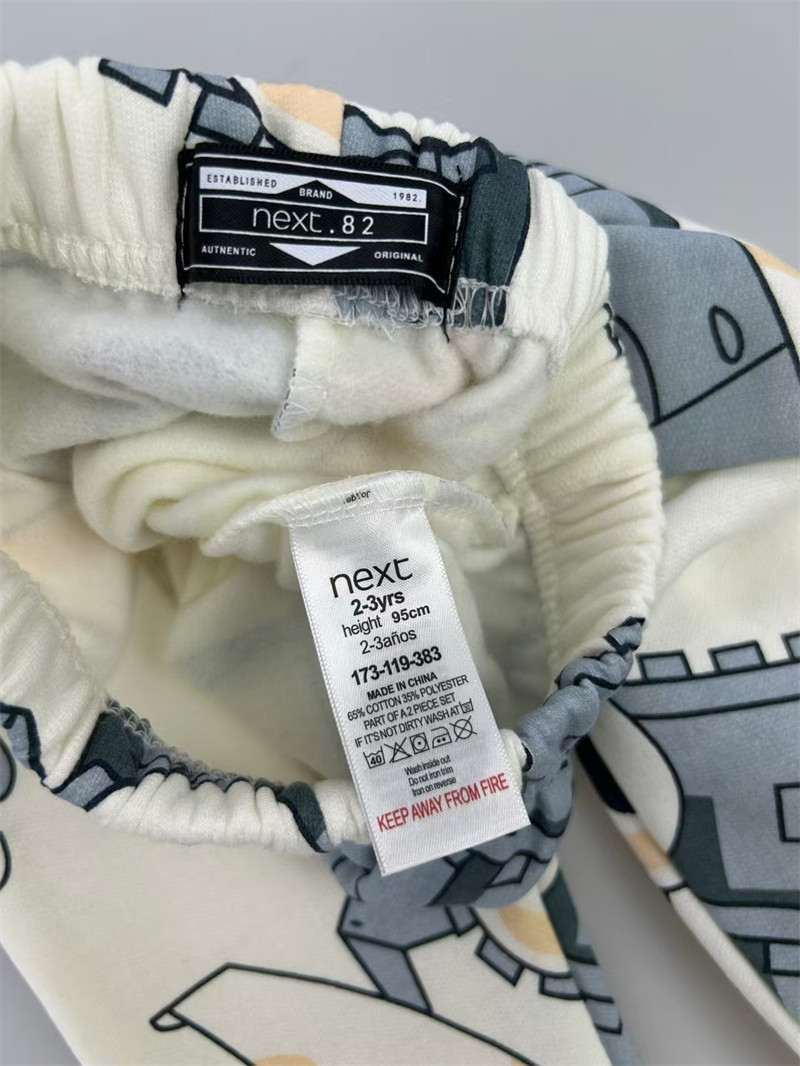 ESTABLISHED BRAND 1982.
next.82
AUTNENTIC ORIGINAL
next
2-3yrs
height 95cm
2-3años
173-119-383
MADE IN CHINA
65% COTTON 35% POLYESTER
PART OF A 2 PIECE SET
IF IT'S NOT DIRTY WASH AT
40
Wash inside out
Do not iron trim
Iron on reverse
KEEP AWAY FROM FIRE